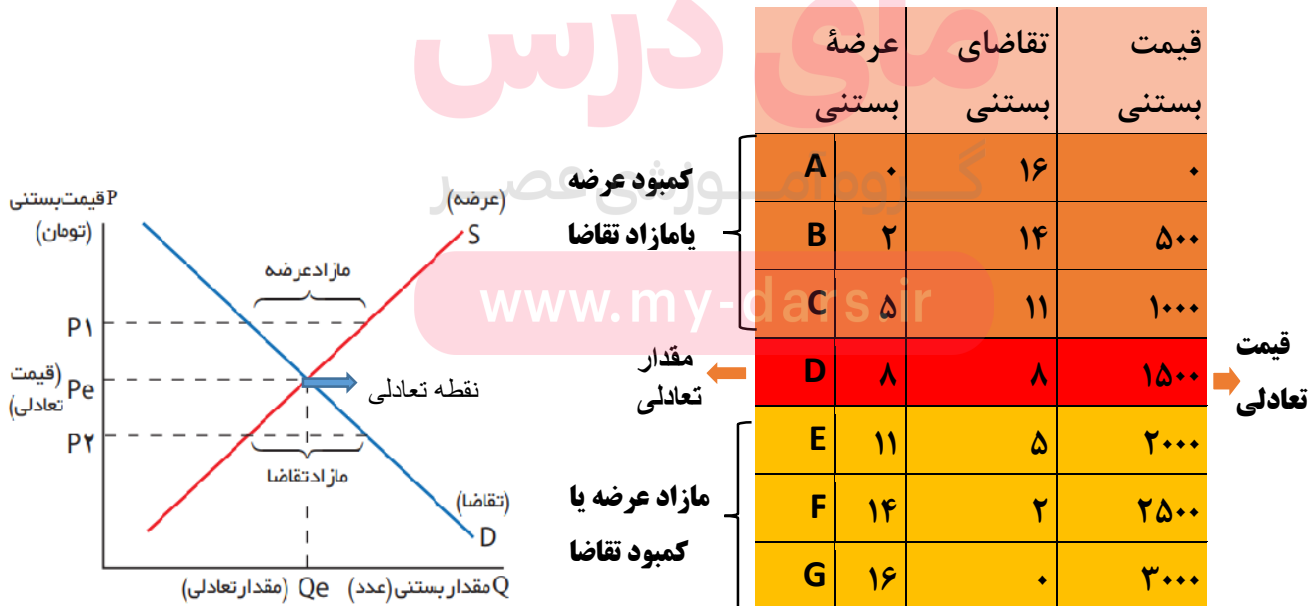 مای درس
گروه آموزشی عصر
www.my-dars.ir
قیمت بستنی P
(تومان)
(عرضه)
S
مازاد عرضه
P۱
(قیمت تعادلی) Pe
نقطه تعادلی
P۲
مازاد تقاضا
(تقاضا)
D
(مقدار تعادلی) Qe مقدار بستنی (عدد) Q
قیمت بستنی تقاضای بستنی عرضهٔ بستنی
۰ ۱۶ ۰ A
۵۰۰ ۱۴ ۲ B
۱۰۰۰ ۱۱ ۵ C
۱۵۰۰ ۸ ۸ D
۲۰۰۰ ۵ ۱۱ E
۲۵۰۰ ۲ ۱۴ F
۳۰۰۰ ۰ ۱۶ G
کمبود عرضه
یا مازاد تقاضا
قیمت
تعادلی
مقدار
تعادلی
مازاد عرضه یا
کمبود تقاضا